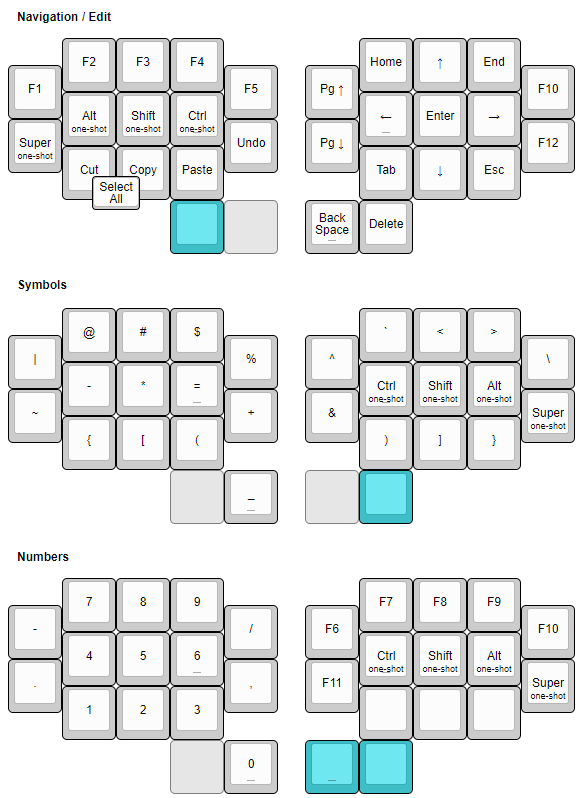 Navigation / Edit
F2 F3 F4 Home ↑ End
F1 F5 Pg ↑ F10
Alt Shift Ctrl ← Enter →
one-shot one-shot one-shot _
Super Undo Pg ↓ F12
one-shot
Cut Copy Paste Tab ↓ Esc
Select
All
Back Delete
Space
_
Symbols
@ # $ ` < >
| % ^ \
- * = Ctrl Shift Alt
_ one-shot one-shot one-shot
~ + & Super
one-shot
{ [ ( ) ] }
_
_
Numbers
7 8 9 F7 F8 F9
- / F6 F10
4 5 6 Ctrl Shift Alt
_ one-shot one-shot one-shot
. , F11 Super
one-shot
1 2 3
0
_ _